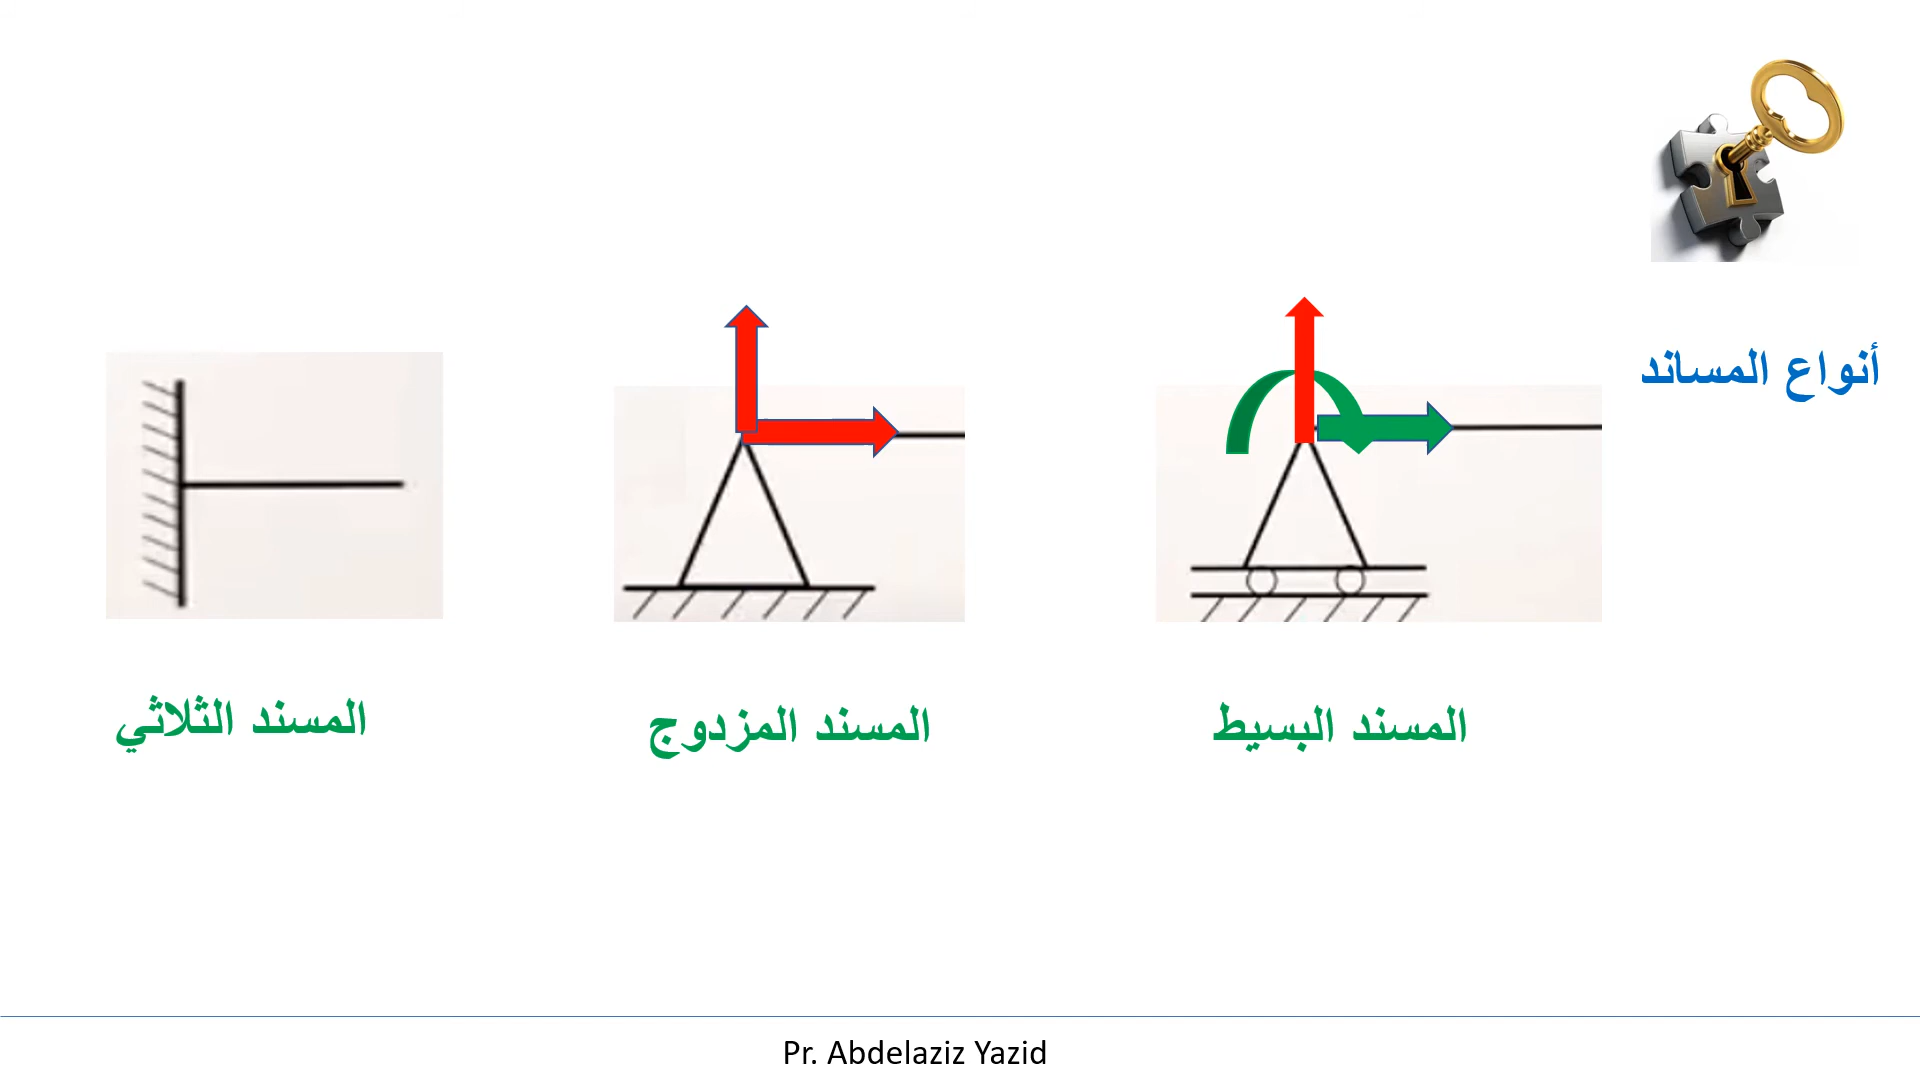 أنواع المساند
المسند البسيط
المسند المزدوج
المسند الثلاثي
Pr. Abdelaziz Yazid